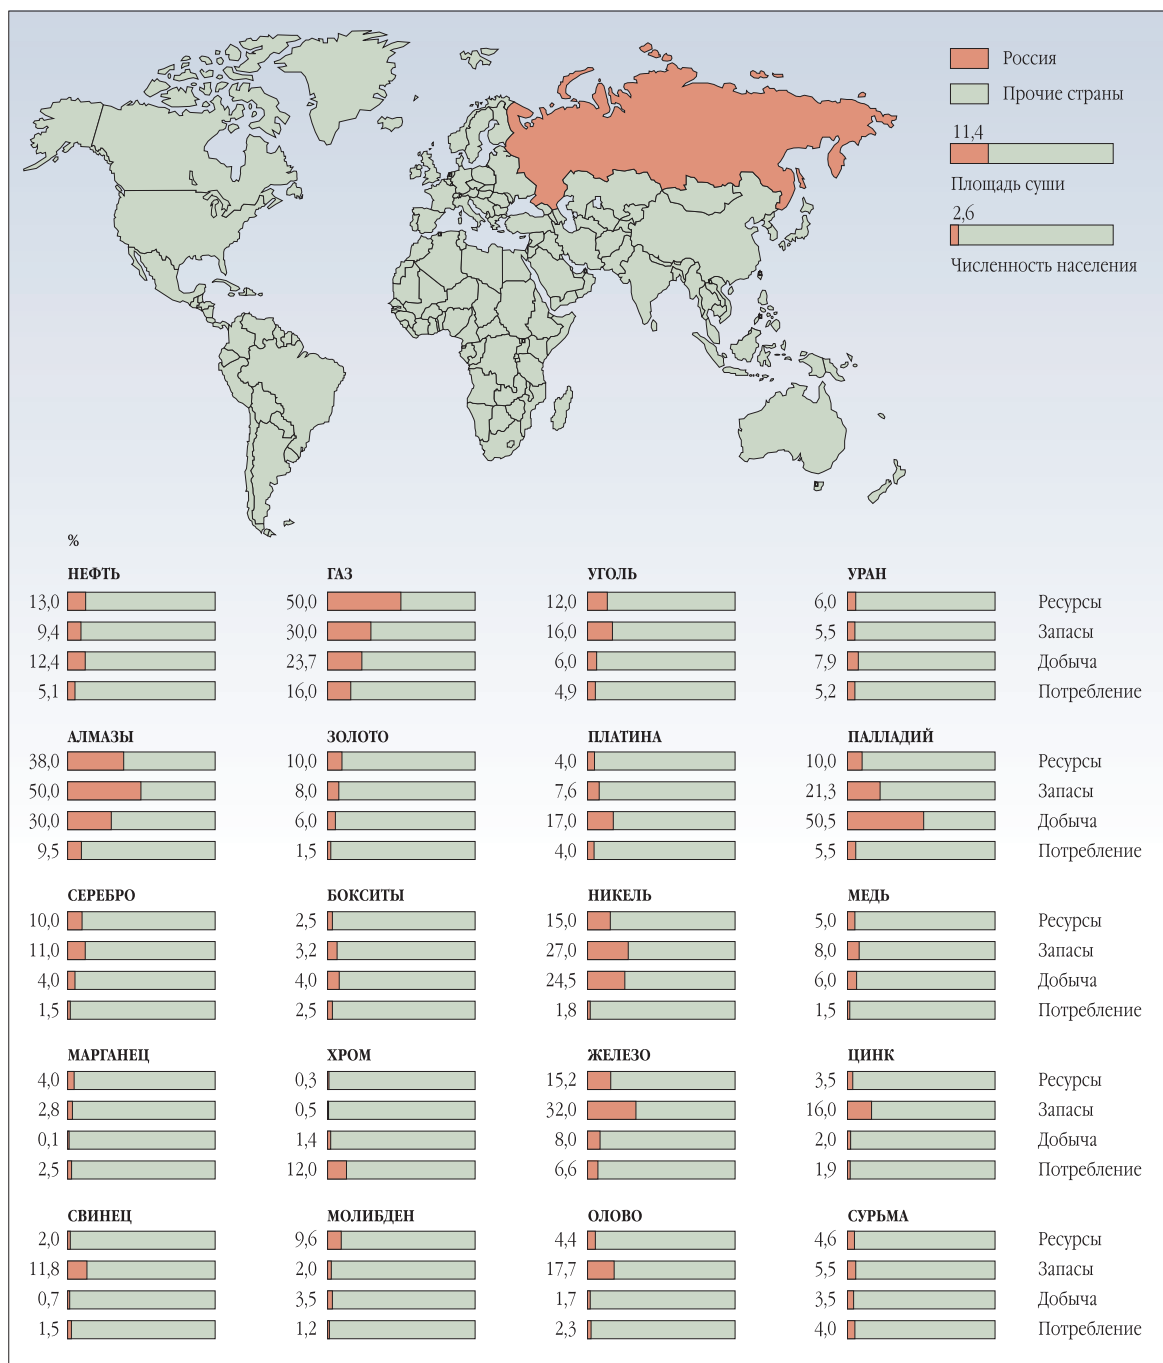 Россия
Прочие страны
11,4
Площадь суши
2,6
Численность населения
%
НЕФТЬ ГАЗ УГОЛЬ УРАН
13,0 50,0 12,0 6,0 Ресурсы
9,4 30,0 16,0 5,5 Запасы
12,4 23,7 6,0 7,9 Добыча
5,1 16,0 4,9 5,2 Потребление
АЛМАЗЫ ЗОЛОТО ПЛАТИНА ПАЛЛАДИЙ
38,0 10,0 4,0 10,0 Ресурсы
50,0 8,0 7,6 21,3 Запасы
30,0 6,0 17,0 50,5 Добыча
9,5 1,5 4,0 5,5 Потребление
СЕРЕБРО БОКСИТЫ НИКЕЛЬ МЕДЬ
10,0 2,5 15,0 5,0 Ресурсы
11,0 3,2 27,0 8,0 Запасы
4,0 4,0 24,5 6,0 Добыча
1,5 2,5 1,8 1,5 Потребление
МАРГАНЕЦ ХРОМ ЖЕЛЕЗО ЦИНК
4,0 0,3 15,2 3,5 Ресурсы
2,8 0,5 32,0 16,0 Запасы
0,1 1,4 8,0 2,0 Добыча
2,5 12,0 6,6 1,9 Потребление
СВИНЕЦ МОЛИБДЕН ОЛОВО СУРЬМА
2,0 9,6 4,4 4,6 Ресурсы
11,8 2,0 17,7 5,5 Запасы
0,7 3,5 1,7 3,5 Добыча
1,5 1,2 2,3 4,0 Потребление